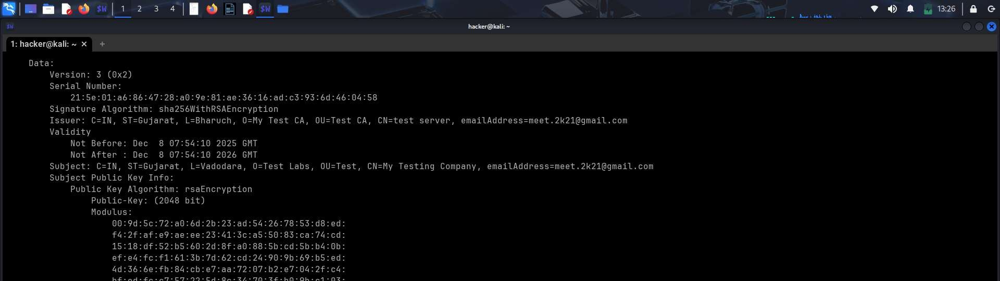 $W 1 2 3 4 $W 13:26
$W hacker@kali: ~
1: hacker@kali: ~ × +
Data:
Version: 3 (0x2)
Serial Number:
21:5e:01:a6:86:47:28:a0:9e:81:ae:36:16:ad:c3:93:6d:46:04:58
Signature Algorithm: sha256WithRSAEncryption
Issuer: C=IN, ST=Gujarat, L=Bharuch, O=My Test CA, OU=Test CA, CN=test server, emailAddress=meet.2k21@gmail.com
Validity
Not Before: Dec  8 07:54:10 2025 GMT
Not After : Dec  8 07:54:10 2026 GMT
Subject: C=IN, ST=Gujarat, L=Vadodara, O=Test Labs, OU=Test, CN=My Testing Company, emailAddress=meet.2k21@gmail.com
Subject Public Key Info:
Public Key Algorithm: rsaEncryption
Public-Key: (2048 bit)
Modulus:
00:9d:5c:72:a0:6d:2b:23:ad:54:26:78:53:d8:ed:
f4:2f:af:e9:ae:ee:23:41:3c:a5:50:83:ca:74:cd:
15:18:df:52:b5:60:2d:8f:a0:88:5b:cd:5b:b4:0b:
ef:e4:fc:f1:61:3b:7d:62:cd:24:90:9b:69:b5:ed:
4d:36:6e:fb:84:cb:e7:aa:72:07:b2:e7:04:2f:c4: